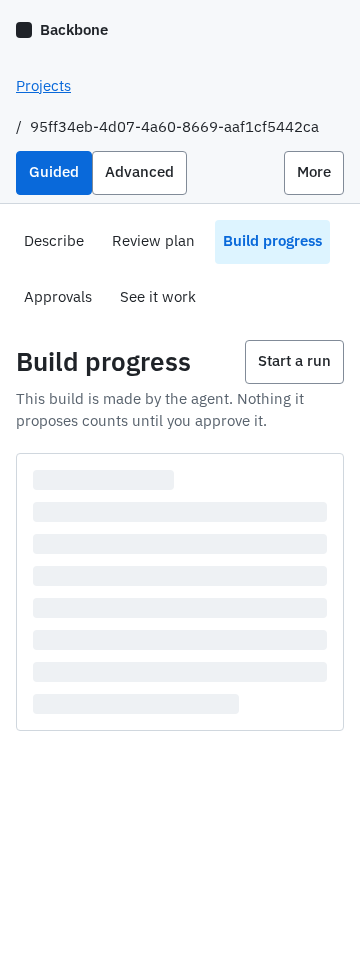 Backbone
Projects
/ 95ff34eb-4d07-4a60-8669-aaf1cf5442ca
Guided Advanced More
Describe Review plan Build progress
Approvals See it work
Build progress Start a run
This build is made by the agent. Nothing it
proposes counts until you approve it.